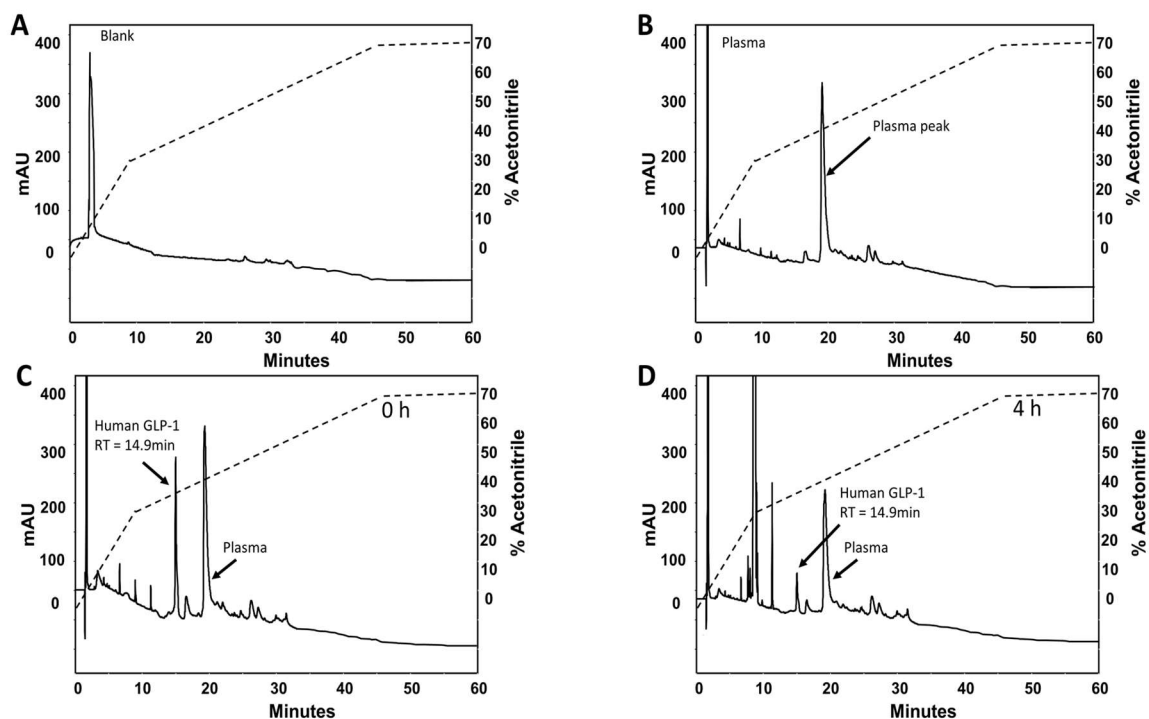 A
Blank
400
300
200
100
0
mAU
70
60
50
40
30
20
10
0
% Acetonitrile
0 10 20 30 40 50 60
Minutes
B
Plasma
Plasma peak
400
300
200
100
0
mAU
70
60
50
40
30
20
10
0
% Acetonitrile
0 10 20 30 40 50 60
Minutes
C
0 h
Human GLP-1
RT = 14.9min
Plasma
400
300
200
100
0
mAU
70
60
50
40
30
20
10
0
% Acetonitrile
0 10 20 30 40 50 60
Minutes
D
4 h
Human GLP-1
RT = 14.9min
Plasma
400
300
200
100
0
mAU
70
60
50
40
30
20
10
0
% Acetonitrile
0 10 20 30 40 50 60
Minutes